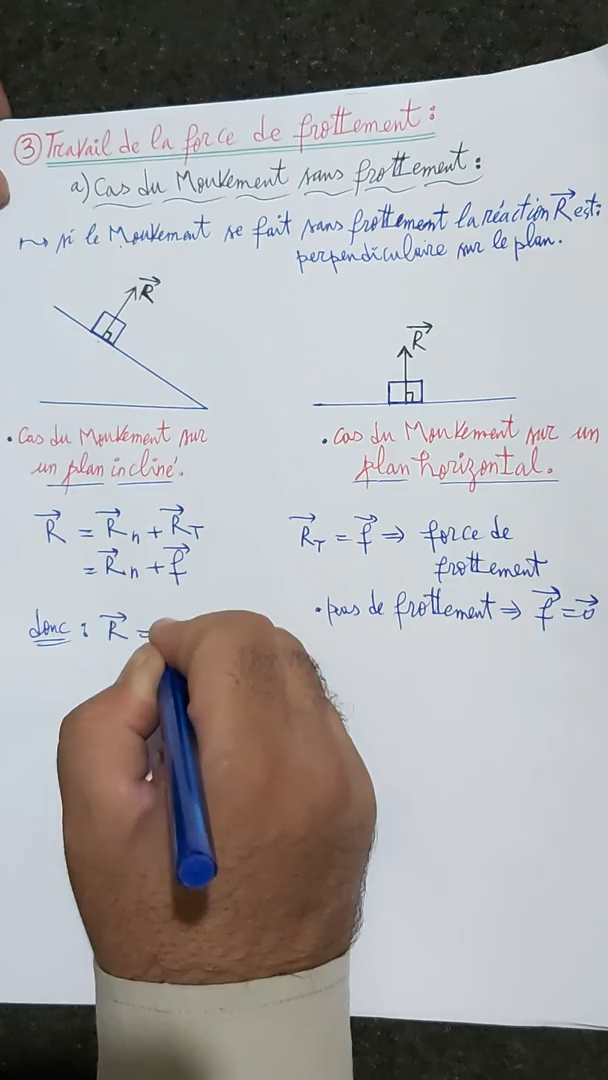 ③ Travail de la force de frottement :
a) Cas du Mouvement sans frottement :
⤳ si le Mouvement se fait sans frottement la réaction R⃗ est :
perpendiculaire sur le plan.
R⃗
R⃗
. Cas du Mouvement sur
un plan incliné.
. Cas du Mouvement sur un
plan horizontal.
R⃗ = R⃗n + R⃗T
= R⃗n + f⃗
R⃗T = f⃗ ⇒ force de
frottement
. pas de frottement ⇒ f⃗ = 0⃗
donc : R⃗ =